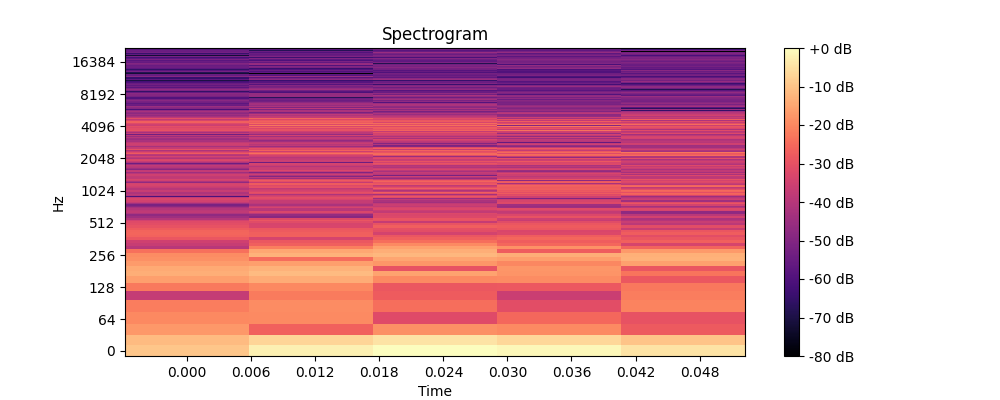 Spectrogram
Hz
16384
8192
4096
2048
1024
512
256
128
64
0
0.000 0.006 0.012 0.018 0.024 0.030 0.036 0.042 0.048
Time
+0 dB
-10 dB
-20 dB
-30 dB
-40 dB
-50 dB
-60 dB
-70 dB
-80 dB